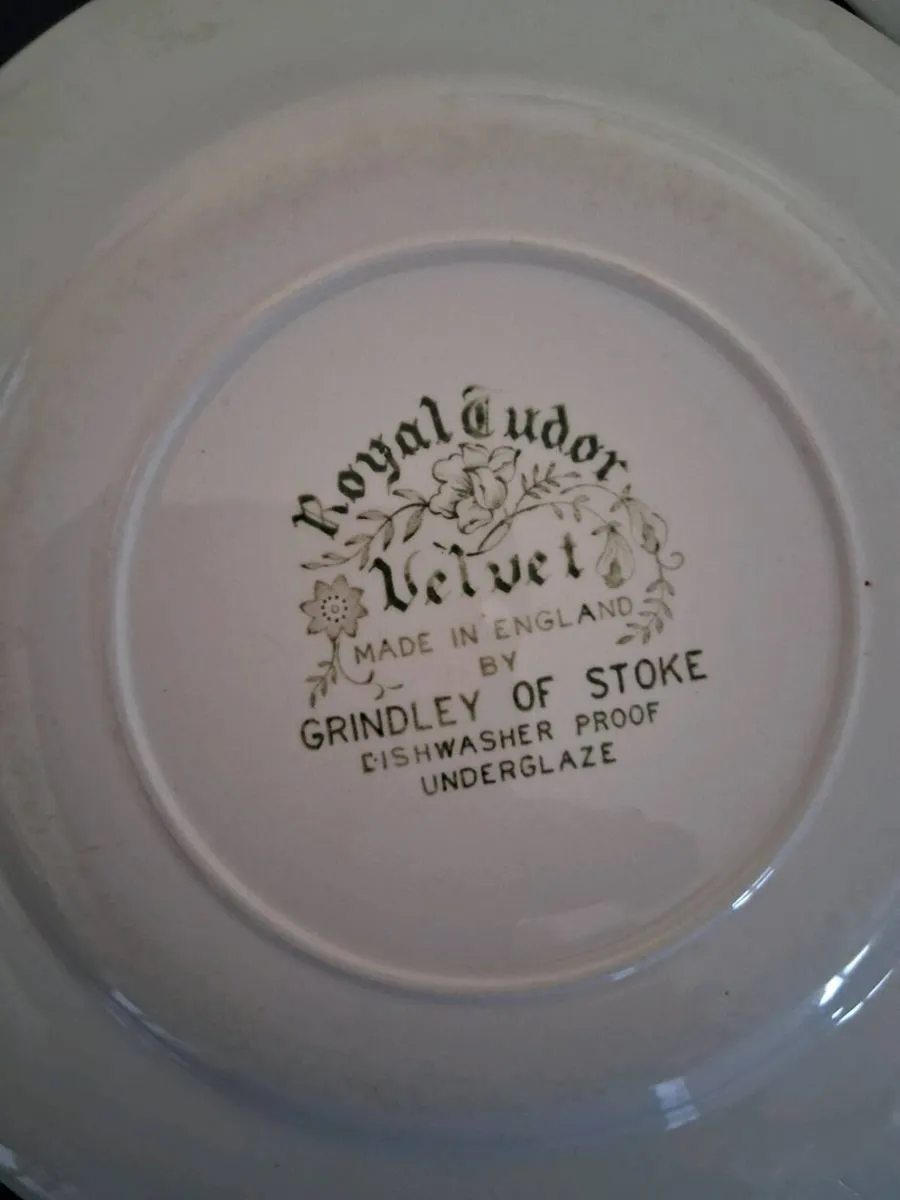 Royal Tudor
Velvet
MADE IN ENGLAND
BY
GRINDLEY OF STOKE
DISHWASHER PROOF
UNDERGLAZE